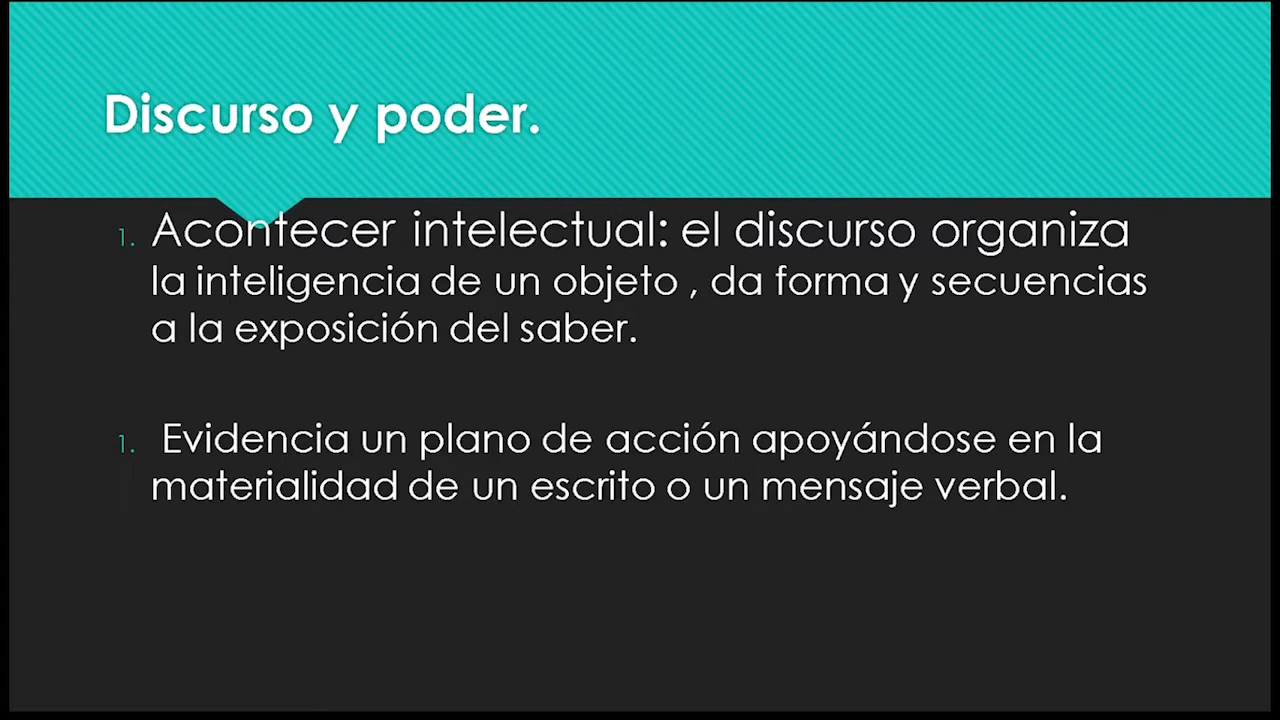 Discurso y poder.
1. Acontecer intelectual: el discurso organiza
la inteligencia de un objeto , da forma y secuencias
a la exposición del saber.
1. Evidencia un plano de acción apoyándose en la
materialidad de un escrito o un mensaje verbal.